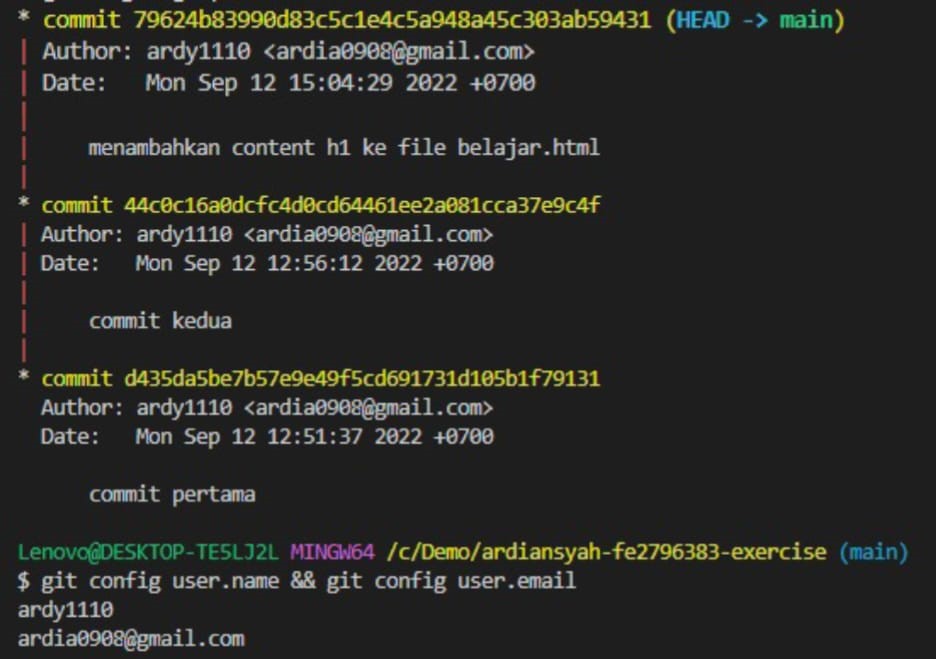 * commit 79624b83990d83c5c1e4c5a948a45c303ab59431 (HEAD -> main)
| Author: ardy1110 <ardia0908@gmail.com>
| Date:   Mon Sep 12 15:04:29 2022 +0700
|
|     menambahkan content h1 ke file belajar.html
|
* commit 44c0c16a0dcfc4d0cd64461ee2a081cca37e9c4f
| Author: ardy1110 <ardia0908@gmail.com>
| Date:   Mon Sep 12 12:56:12 2022 +0700
|
|     commit kedua
|
* commit d435da5be7b57e9e49f5cd691731d105b1f79131
  Author: ardy1110 <ardia0908@gmail.com>
  Date:   Mon Sep 12 12:51:37 2022 +0700

      commit pertama

Lenovo@DESKTOP-TE5LJ2L MINGW64 /c/Demo/ardiansyah-fe2796383-exercise (main)
$ git config user.name && git config user.email
ardy1110
ardia0908@gmail.com